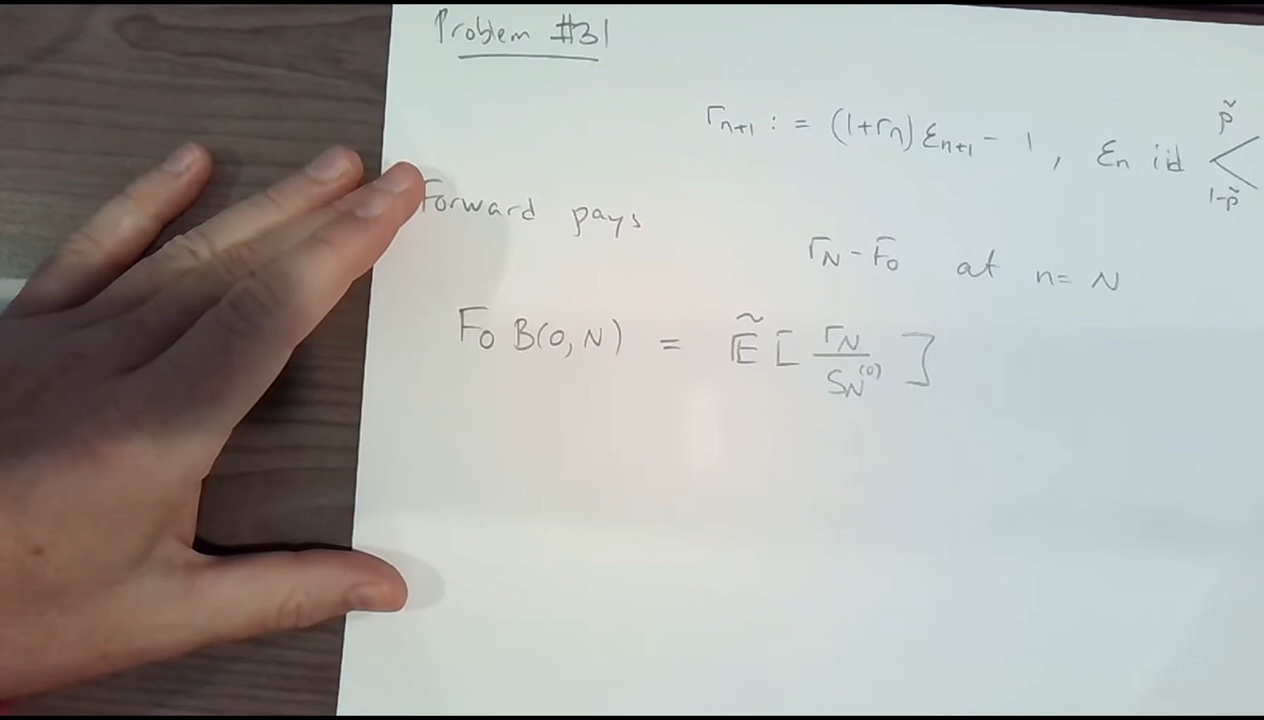 Problem #31
r_{n+1} := (1+r_n) ε_{n+1} - 1 , ε_n iid < p̃
1-p̃
Forward pays
r_N - F_0 at n = N
F_0 B(0,N) = Ẽ [ r_N / S_N^{(0)} ]